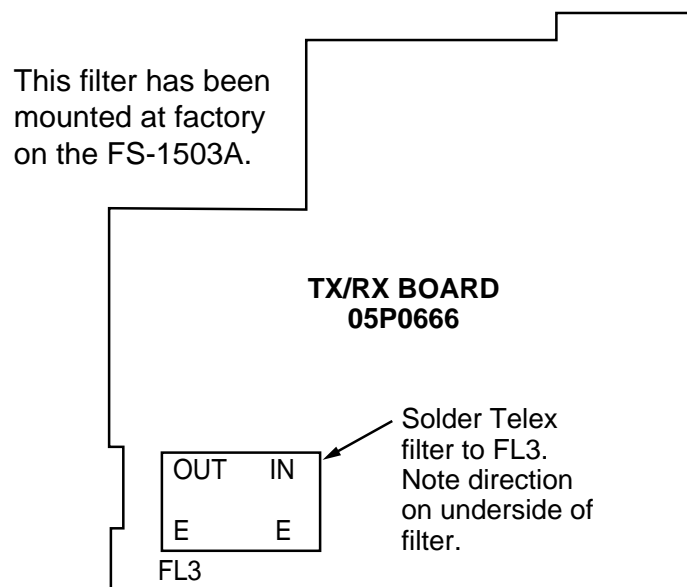 This filter has been
mounted at factory
on the FS-1503A.
TX/RX BOARD
05P0666
Solder Telex
filter to FL3.
Note direction
on underside of
filter.
OUT IN
E E
FL3